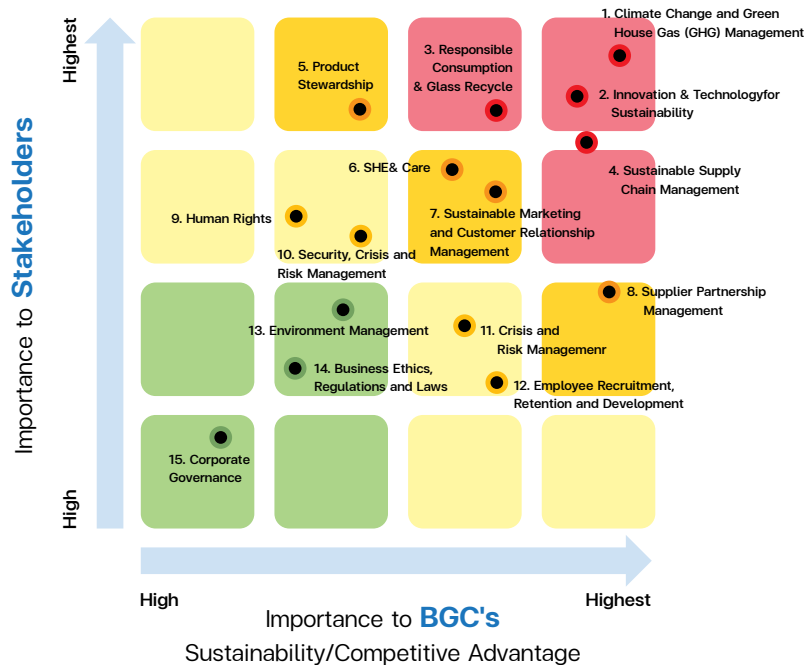 1. Climate Change and Green
House Gas (GHG) Management
Highest
3. Responsible
Consumption
& Glass Recycle
5. Product
Stewardship
2. Innovation & Technologyfor
Sustainability
Importance to Stakeholders
6. SHE& Care
4. Sustainable Supply
Chain Management
9. Human Rights
7. Sustainable Marketing
and Customer Relationship
Management
10. Security, Crisis and
Risk Management
8. Supplier Partnership
Management
13. Environment Management
11. Crisis and
Risk Managemenr
14. Business Ethics,
Regulations and Laws
12. Employee Recruitment,
Retention and Development
15. Corporate
Governance
High
High
Highest
Importance to BGC's
Sustainability/Competitive Advantage